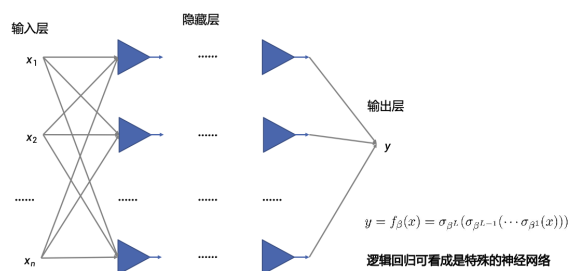 输入层
隐藏层
x1 ...... 
x2 ......
输出层
y
...... ...... ...... ......
y = fβ(x) = σβL(σβL−1(⋯σβ1(x)))
xn ......
逻辑回归可看成是特殊的神经网络